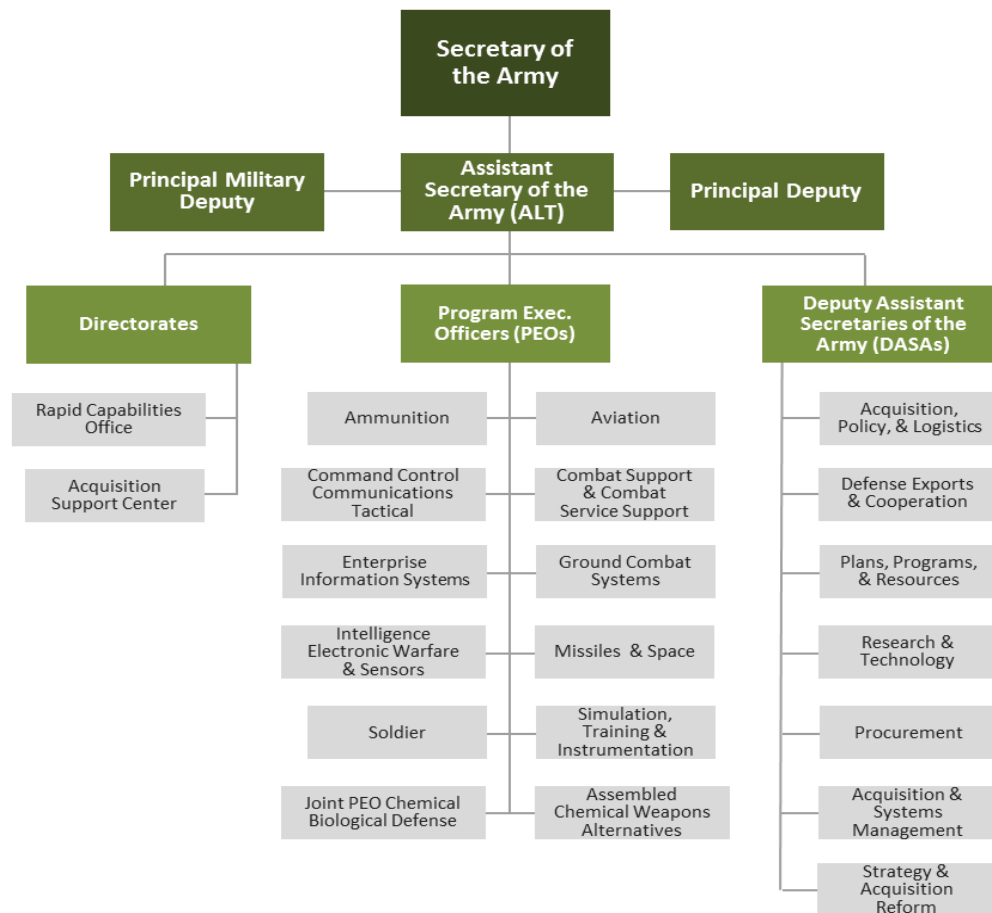 Secretary of
the Army
Principal Military
Deputy
Assistant
Secretary of the
Army (ALT)
Principal Deputy
Directorates
Program Exec.
Officers (PEOs)
Deputy Assistant
Secretaries of the
Army (DASAs)
Rapid Capabilities
Office
Acquisition
Support Center
Ammunition
Aviation
Command Control
Communications
Tactical
Combat Support
& Combat
Service Support
Enterprise
Information Systems
Ground Combat
Systems
Intelligence
Electronic Warfare
& Sensors
Missiles & Space
Soldier
Simulation,
Training &
Instrumentation
Joint PEO Chemical
Biological Defense
Assembled
Chemical Weapons
Alternatives
Acquisition,
Policy, & Logistics
Defense Exports
& Cooperation
Plans, Programs,
& Resources
Research &
Technology
Procurement
Acquisition &
Systems
Management
Strategy &
Acquisition
Reform